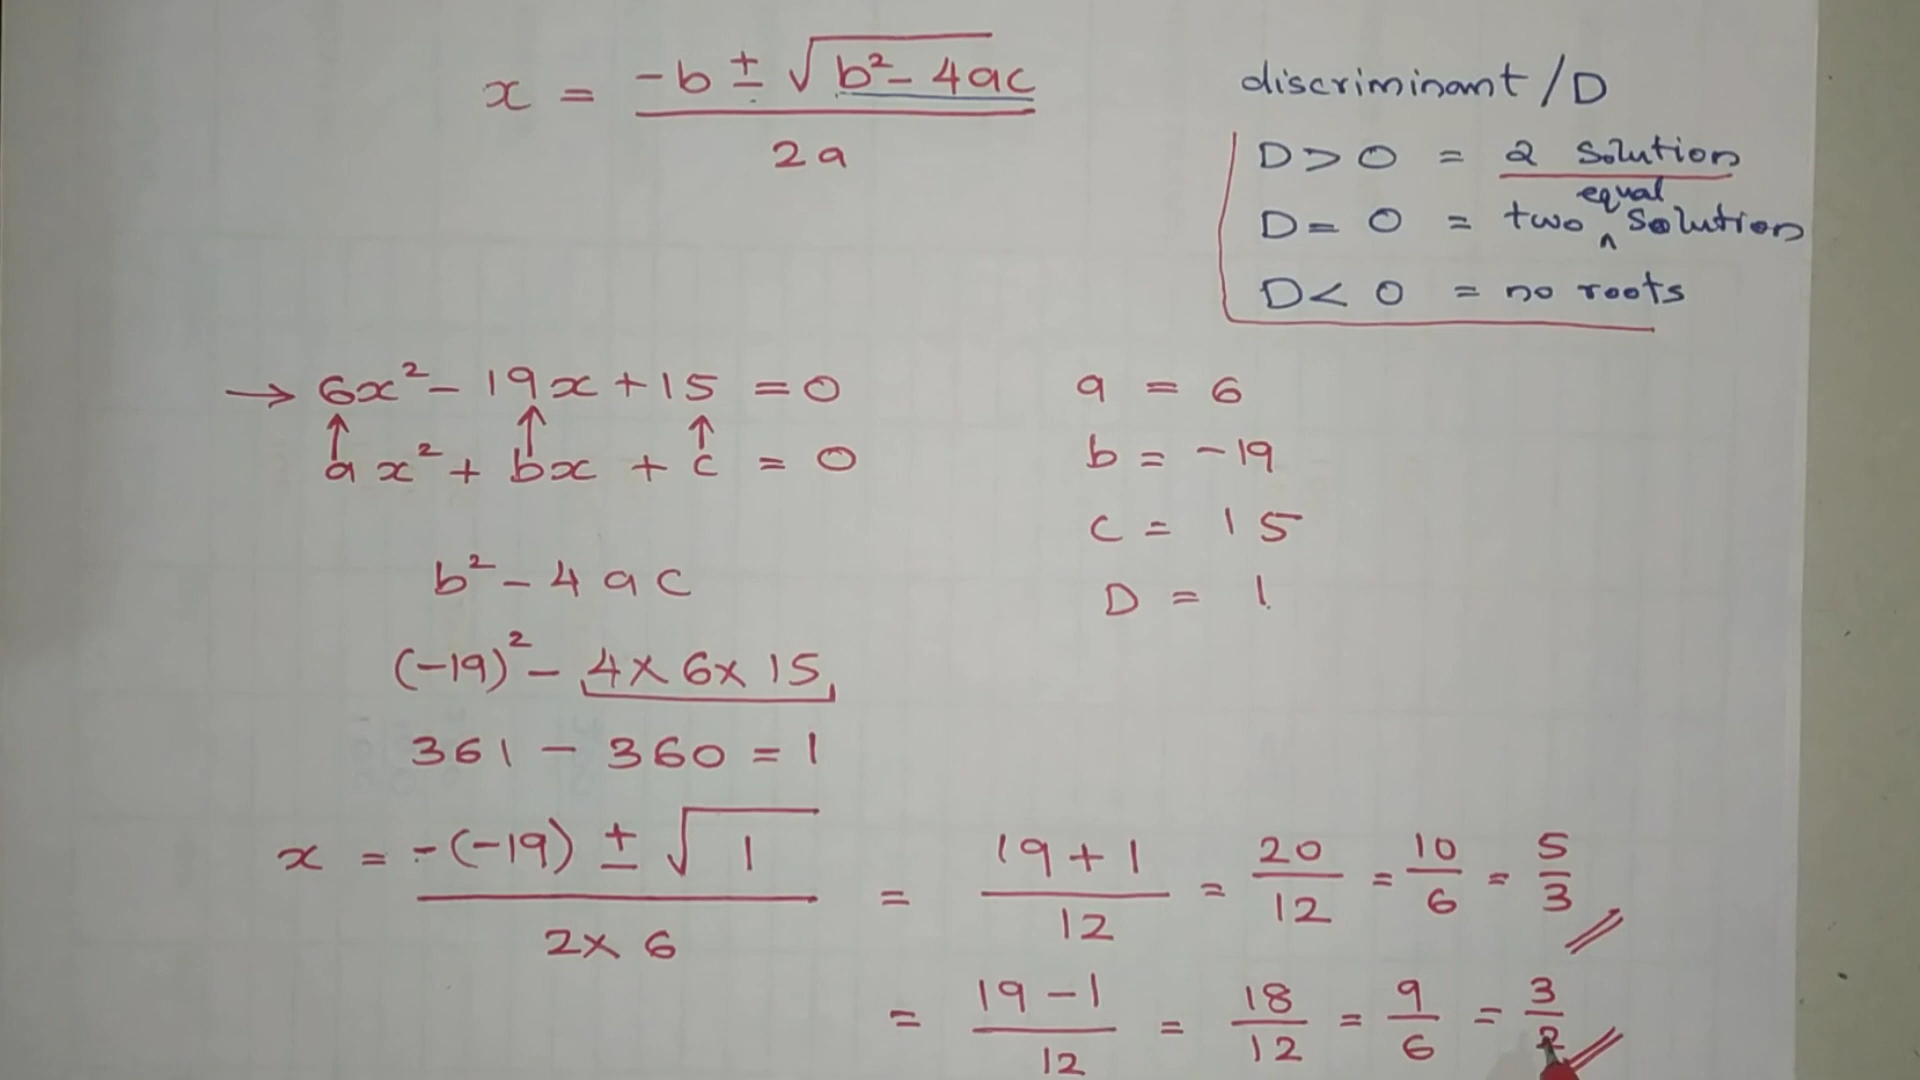 x = -b ± √b² - 4ac
2a
discriminant / D
D > 0 = 2 solution
equal
D = 0 = two ^ solution
D < 0 = no roots
→ 6x² - 19x + 15 = 0
↑ ↑ ↑
ax² + bx + c = 0
a = 6
b = -19
c = 15
D = 1
b² - 4ac
(-19)² - 4 × 6 × 15
361 - 360 = 1
x = -(-19) ± √1
2 × 6
= 19 + 1 / 12 = 20 / 12 = 10 / 6 = 5 / 3
= 19 - 1 / 12 = 18 / 12 = 9 / 6 = 3 / 2